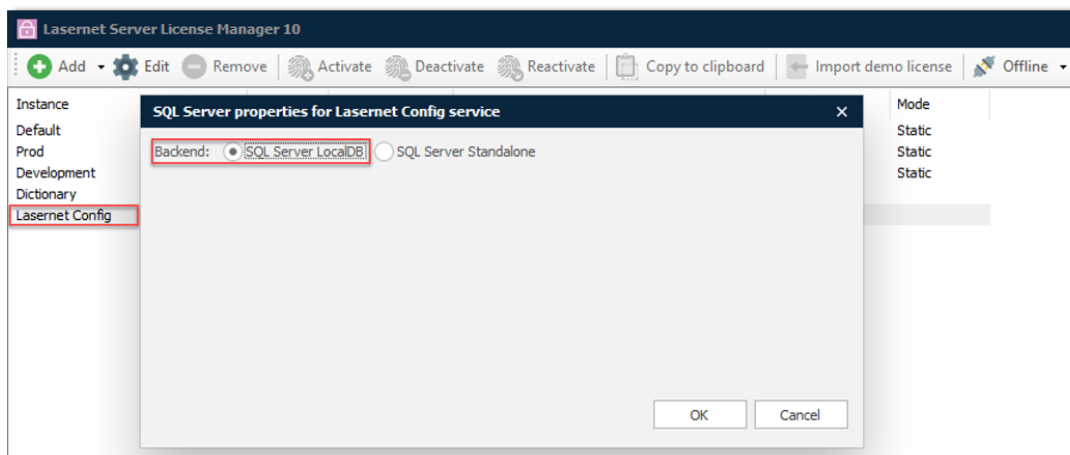 Lasernet Server License Manager 10
Add Edit Remove Activate Deactivate Reactivate Copy to clipboard Import demo license Offline
Instance Mode
SQL Server properties for Lasernet Config service
Default Static
Backend: SQL Server LocalDB SQL Server Standalone
Prod Static
Development Static
Dictionary
Lasernet Config
OK Cancel